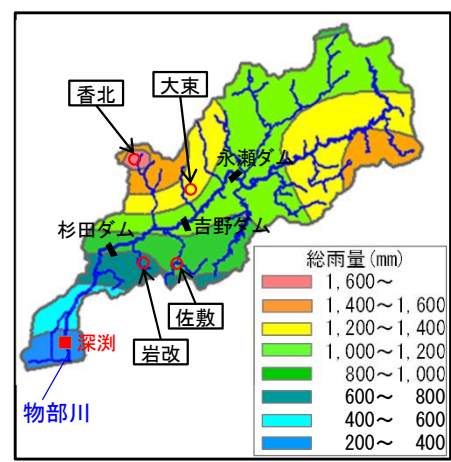 香北
大束
永瀬ダム
杉田ダム
吉野ダム
佐敷
岩改
深渕
物部川
総雨量(mm)
1,600～
1,400～1,600
1,200～1,400
1,000～1,200
800～1,000
600～ 800
400～ 600
200～ 400